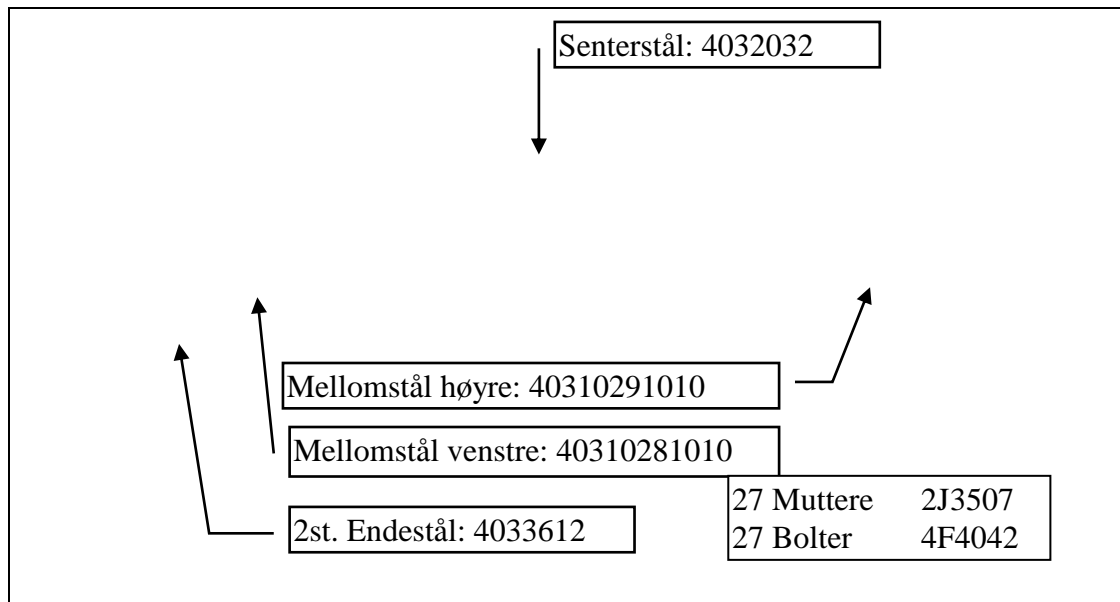 Senterstål: 4032032
Mellomstål høyre: 40310291010
Mellomstål venstre: 40310281010
2st. Endestål: 4033612
27 Muttere 2J3507
27 Bolter 4F4042